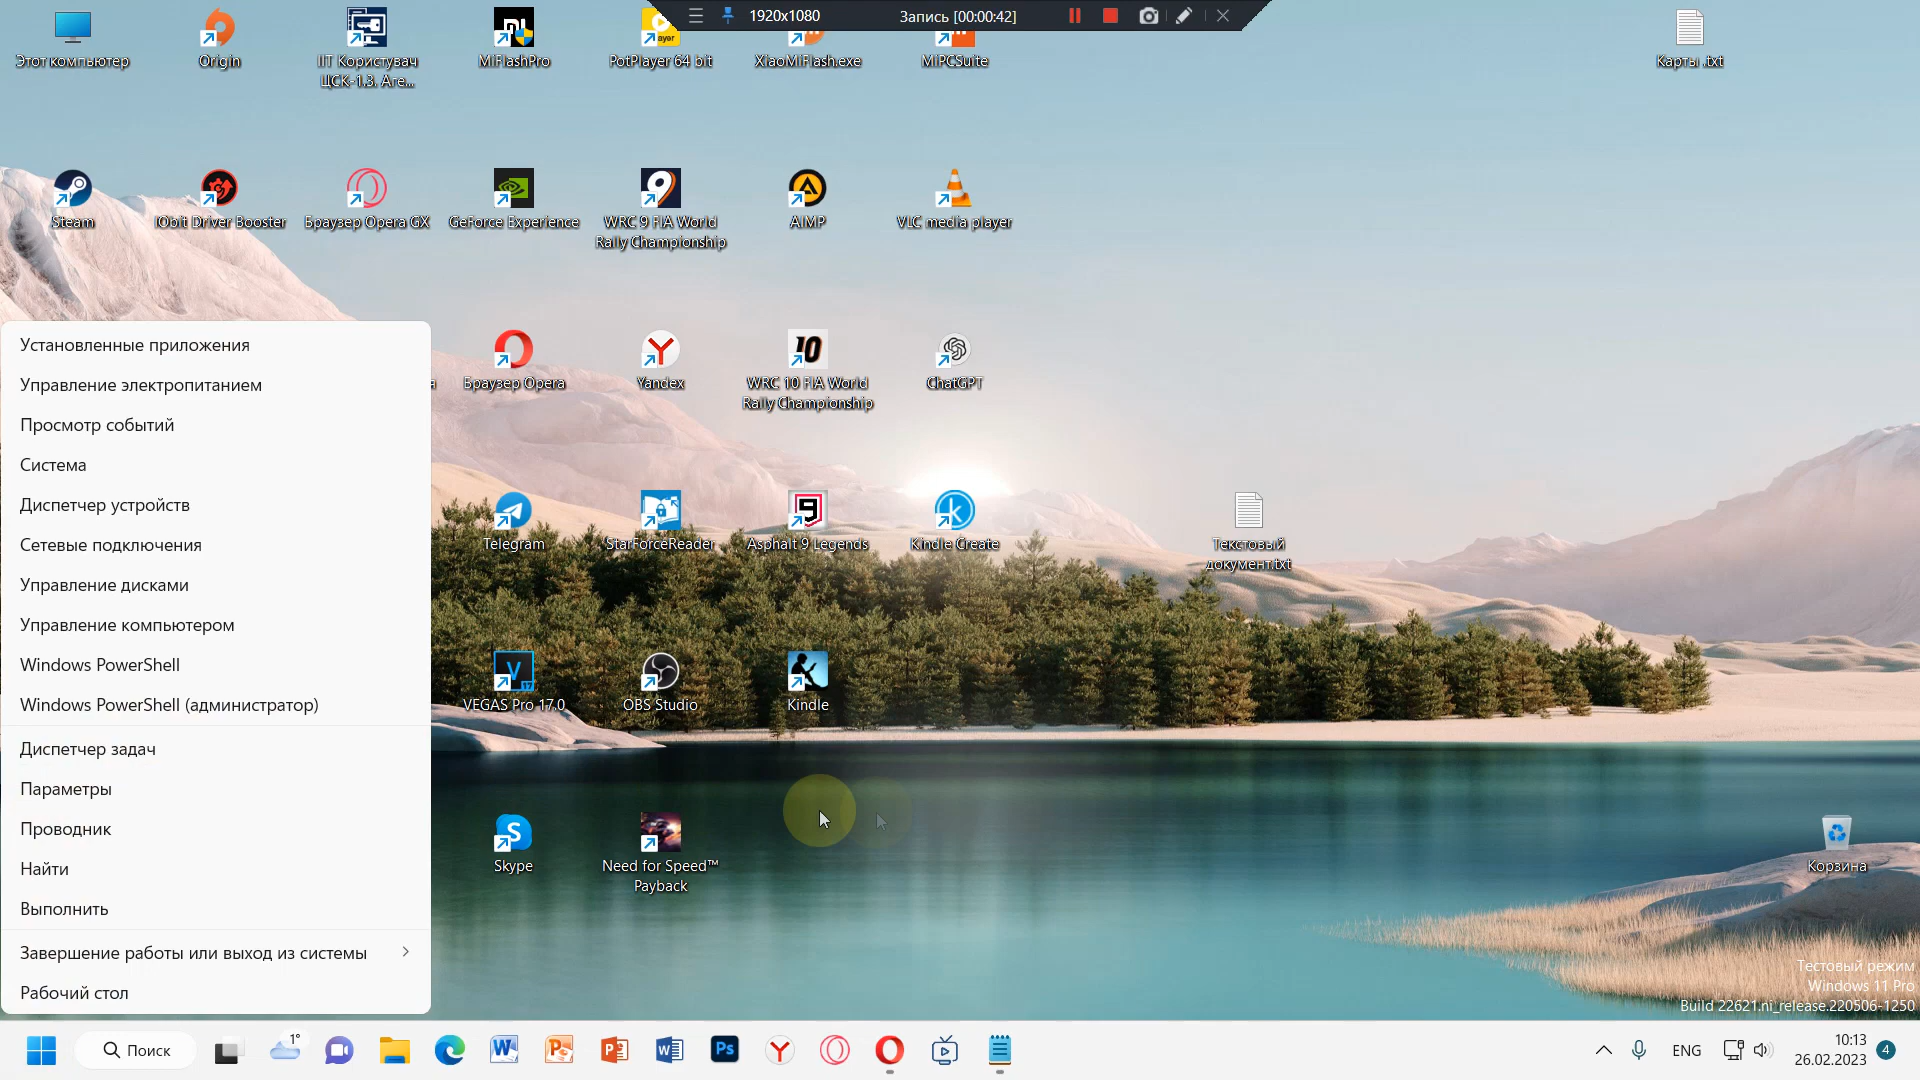 1920x1080
Запись [00:00:42]
Этот компьютер
Origin
IIT Користувач
ЦСК-1.3. Аге...
MiFlashPro
PotPlayer 64 bit
XiaoMiFlash.exe
MiPCSuite
Карты .txt
Steam
IObit Driver Booster
Браузер Opera GX
GeForce Experience
WRC 9 FIA World
Rally Championship
AIMP
VLC media player
Браузер Opera
Yandex
WRC 10 FIA World
Rally Championship
ChatGPT
Telegram
StarForceReader
Asphalt 9 Legends
Kindle Create
Текстовый
документ.txt
VEGAS Pro 17.0
OBS Studio
Kindle
Skype
Need for Speed™
Payback
Корзина
Установленные приложения
Управление электропитанием
Просмотр событий
Система
Диспетчер устройств
Сетевые подключения
Управление дисками
Управление компьютером
Windows PowerShell
Windows PowerShell (администратор)
Диспетчер задач
Параметры
Проводник
Найти
Выполнить
Завершение работы или выход из системы
Рабочий стол
Тестовый режим
Windows 11 Pro
Build 22621.ni_release.220506-1250
Поиск
1°
ENG
10:13
26.02.2023
4